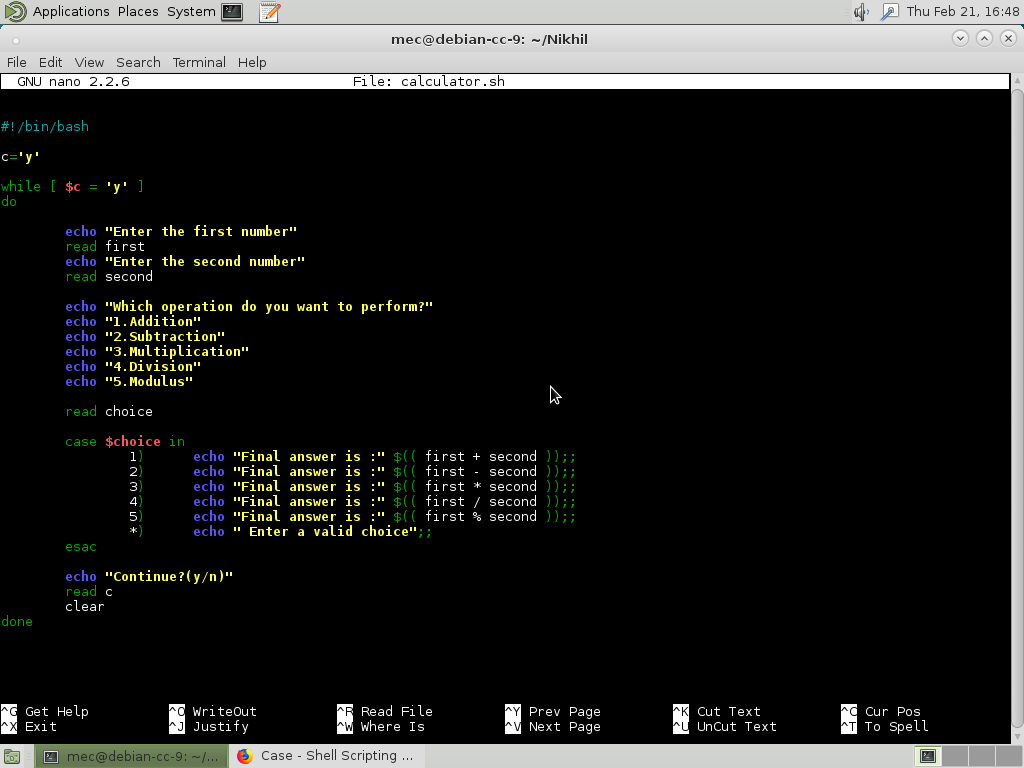 Applications Places System Thu Feb 21, 16:48
mec@debian-cc-9: ~/Nikhil
File Edit View Search Terminal Help
GNU nano 2.2.6 File: calculator.sh
#!/bin/bash
c='y'
while [ $c = 'y' ]
do
echo "Enter the first number"
read first
echo "Enter the second number"
read second
echo "Which operation do you want to perform?"
echo "1.Addition"
echo "2.Subtraction"
echo "3.Multiplication"
echo "4.Division"
echo "5.Modulus"
read choice
case $choice in
1) echo "Final answer is :" $(( first + second ));;
2) echo "Final answer is :" $(( first - second ));;
3) echo "Final answer is :" $(( first * second ));;
4) echo "Final answer is :" $(( first / second ));;
5) echo "Final answer is :" $(( first % second ));;
*) echo " Enter a valid choice";;
esac
echo "Continue?(y/n)"
read c
clear
done
^G Get Help ^O WriteOut ^R Read File ^Y Prev Page ^K Cut Text ^C Cur Pos
^X Exit ^J Justify ^W Where Is ^V Next Page ^U UnCut Text ^T To Spell
mec@debian-cc-9: ~/... Case - Shell Scripting ...